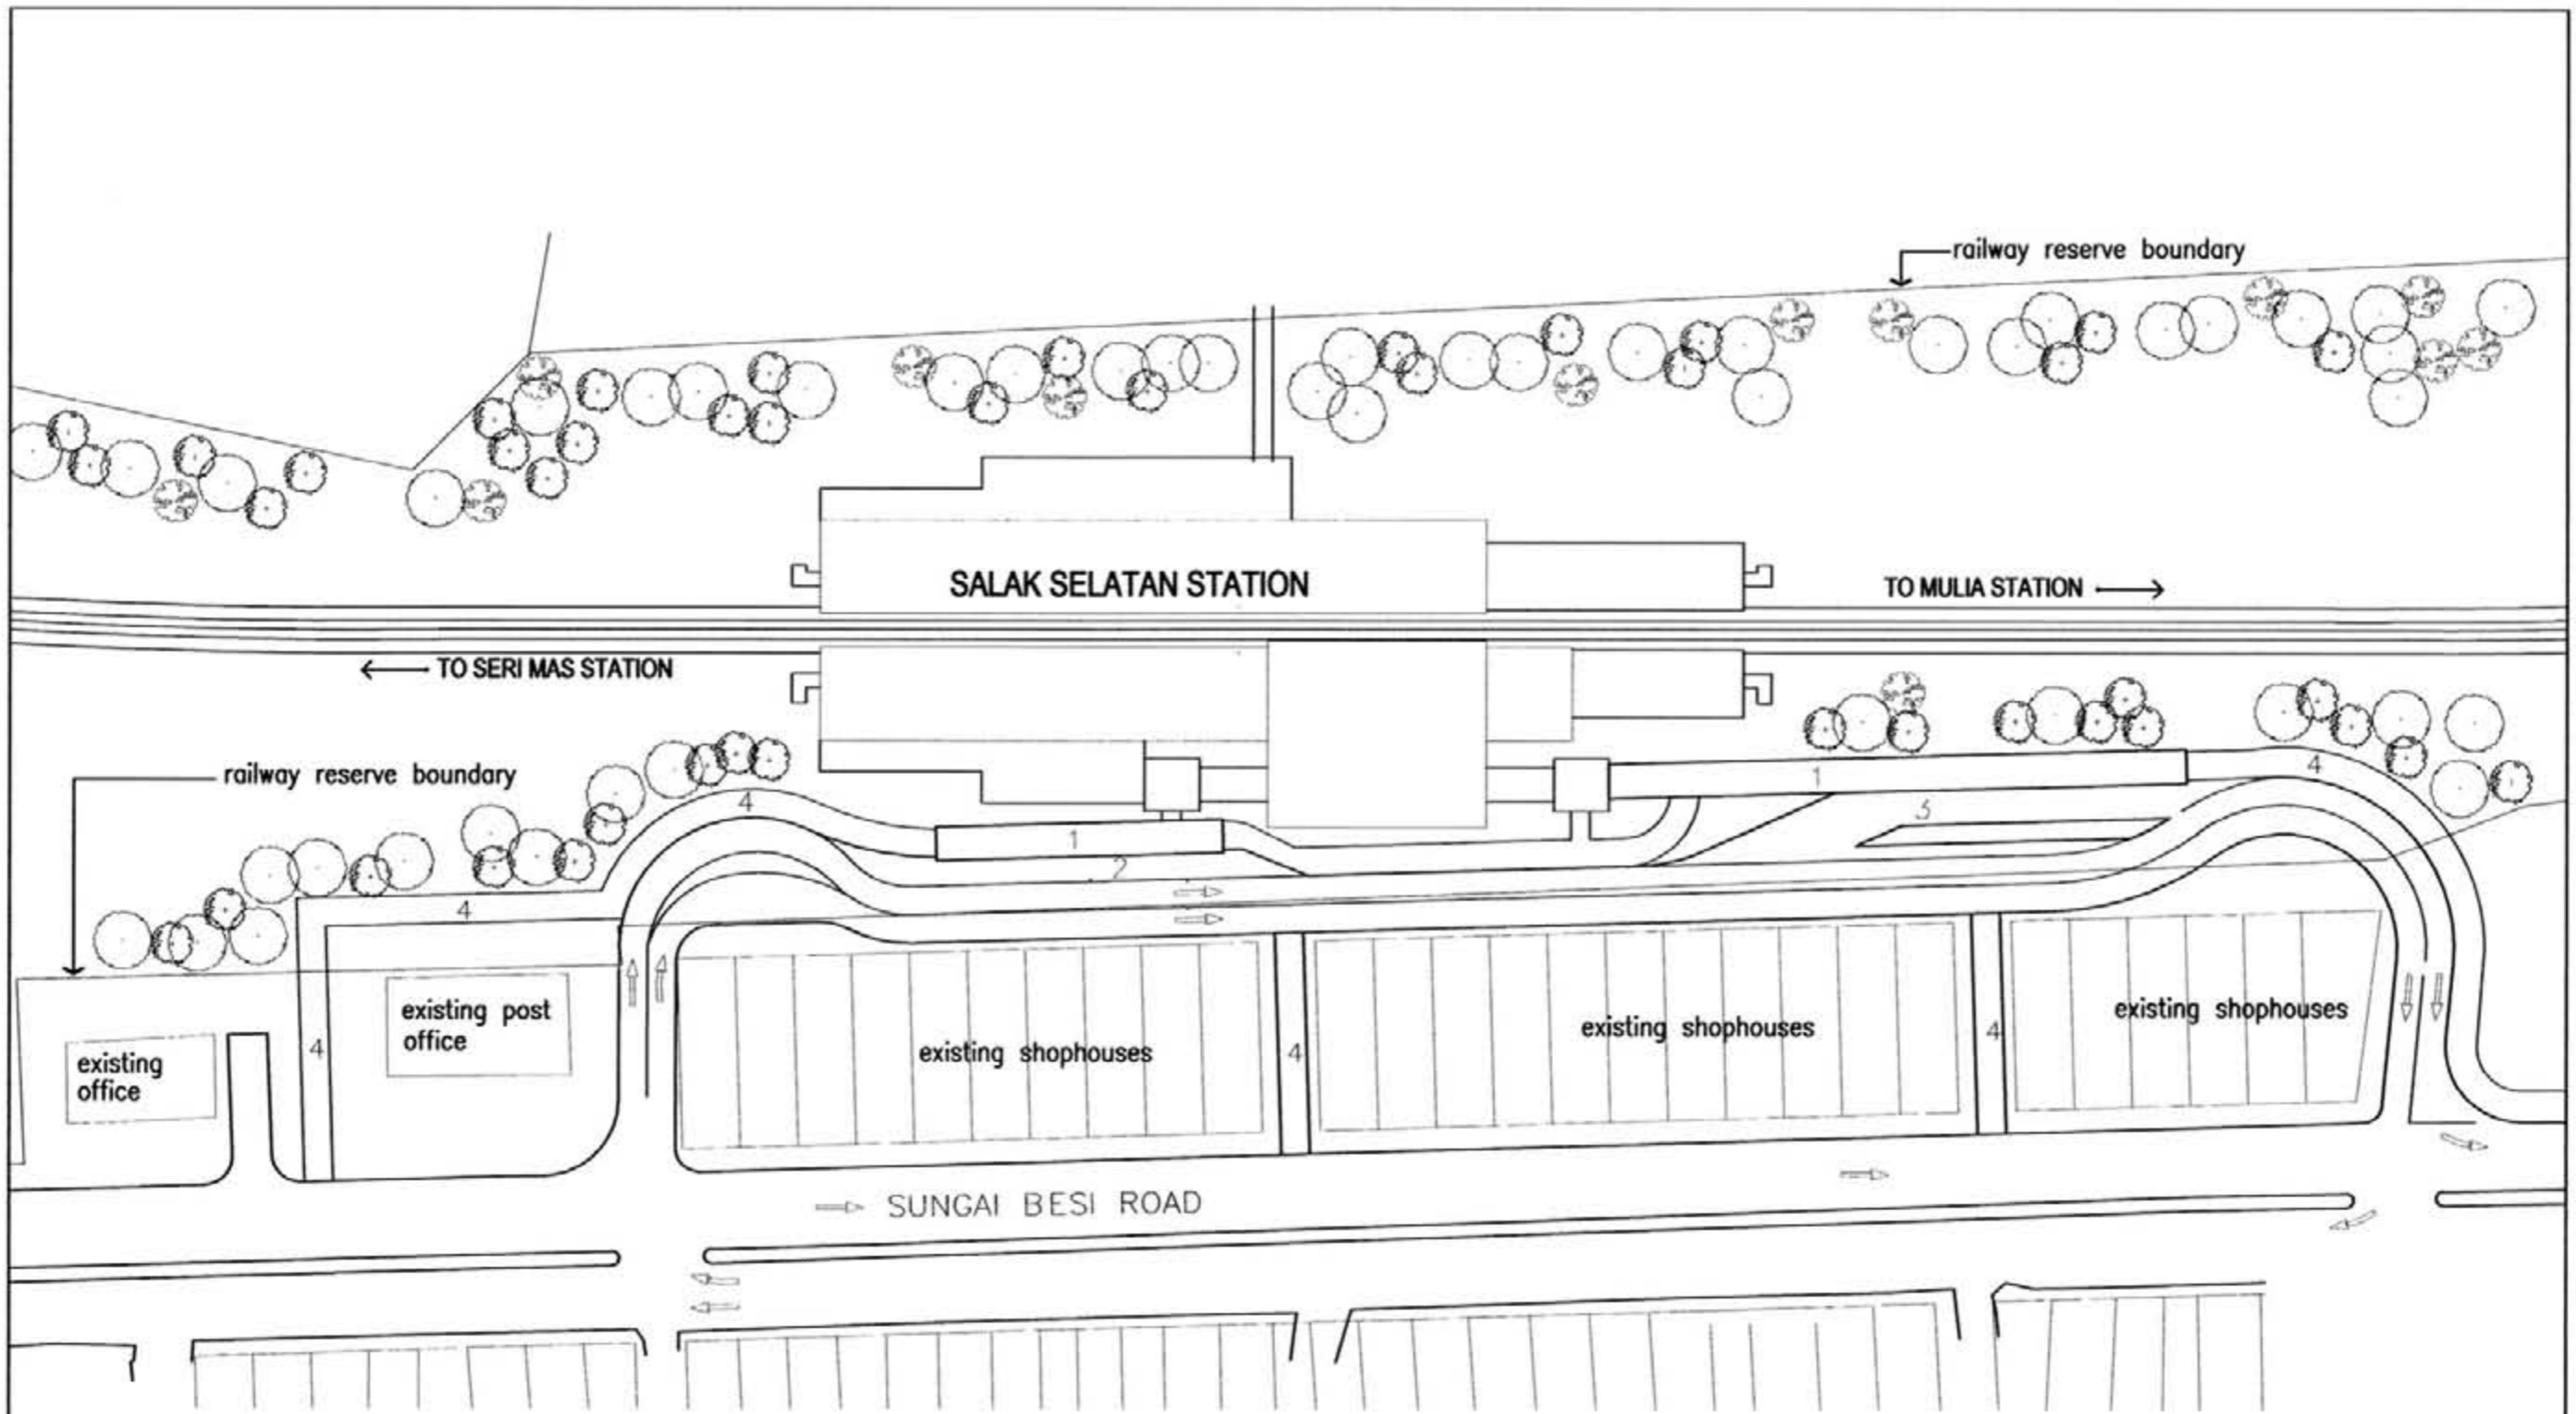 railway reserve boundary
SALAK SELATAN STATION
TO MULIA STATION
TO SERI MAS STATION
railway reserve boundary
1
4
3
4
1
2
4
existing post
office
existing shophouses
existing shophouses
4
existing shophouses
4
4
existing
office
SUNGAI BESI ROAD